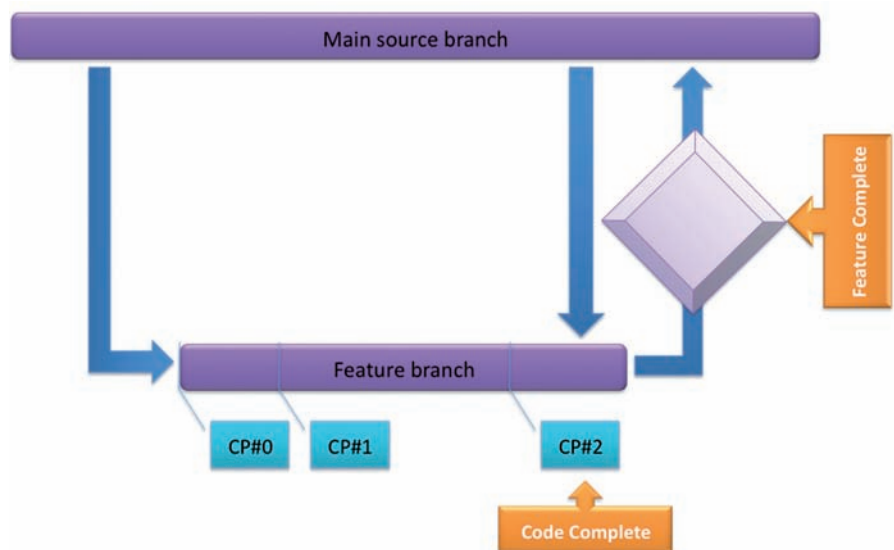 Main source branch
Feature Complete
Feature branch
CP#0
CP#1
CP#2
Code Complete